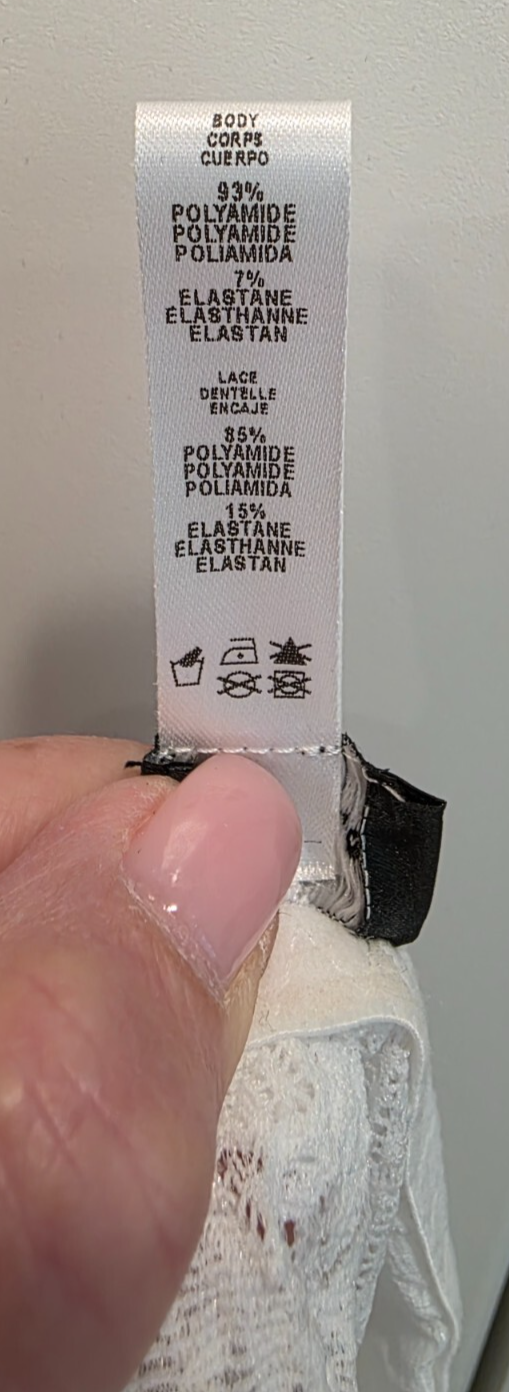 BODY
CORPS
CUERPO
93%
POLYAMIDE
POLYAMIDE
POLIAMIDA
7%
ELASTANE
ÉLASTHANNE
ELASTAN
LACE
DENTELLE
ENCAJE
85%
POLYAMIDE
POLYAMIDE
POLIAMIDA
15%
ELASTANE
ÉLASTHANNE
ELASTAN